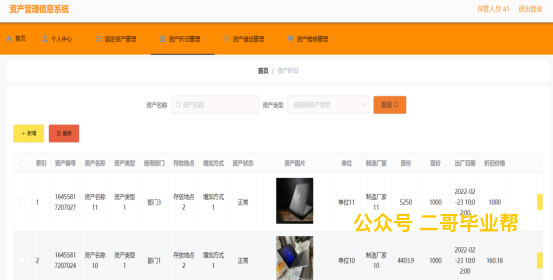 资产管理信息系统
保管人员 a1 退出登录
首页 个人中心 固定资产管理 资产折旧管理 资产借出管理 资产维修管理
首页 / 资产折旧
资产名称 资产名称 资产类型 请选择资产类型 查询
+ 新增 删除
索引 资产编号 资产名称 资产类型 使用部门 存放地点 增加方式 资产状态 资产图片 单位 制造厂家 原价 现价 出厂日期 折旧价格
1 1645581 7207027 资产名称 11 资产类型 1 部门3 存放地点 2 增加方式 1 正常 单位11 制造厂家 11 5250 1000 2022-02-23 10:02:00 1000
公众号 二哥毕业帮
2 1645581 7207024 资产名称 10 资产类型 1 部门1 存放地点 2 增加方式 1 正常 单位10 制造厂家 10 4403.9 1000 2022-02-23 10:02:00 160.18